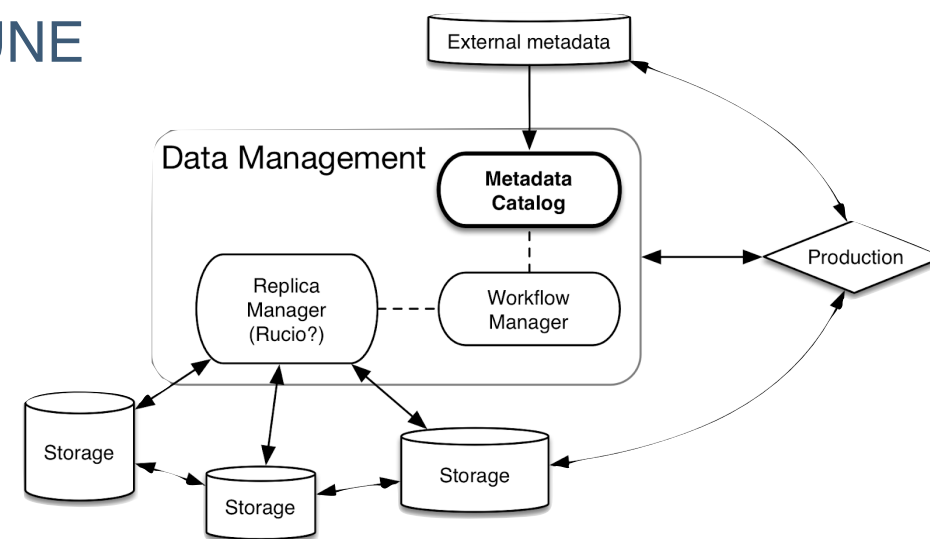 UNE
External metadata
Data Management
Metadata
Catalog
Production
Replica
Manager
(Rucio?)
Workflow
Manager
Storage
Storage
Storage